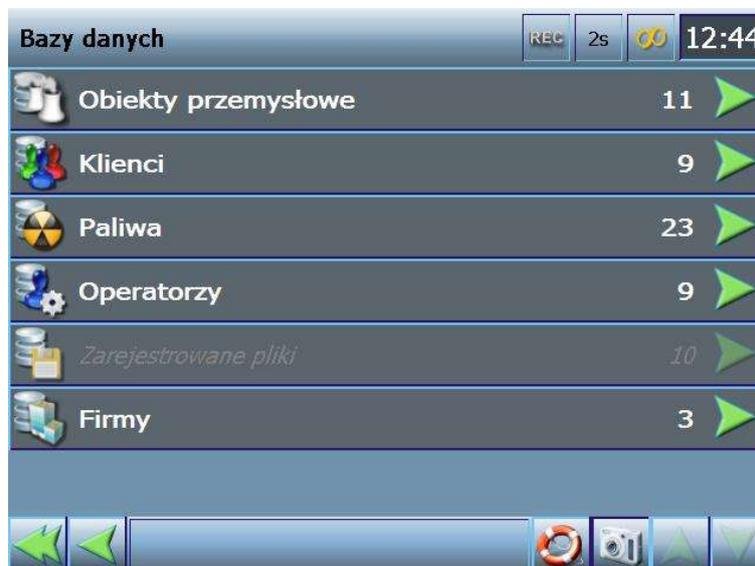 Bazy danych REC 2s 12:44
Obiekty przemysłowe 11
Klienci 9
Paliwa 23
Operatorzy 9
Zarejestrowane pliki 10
Firmy 3